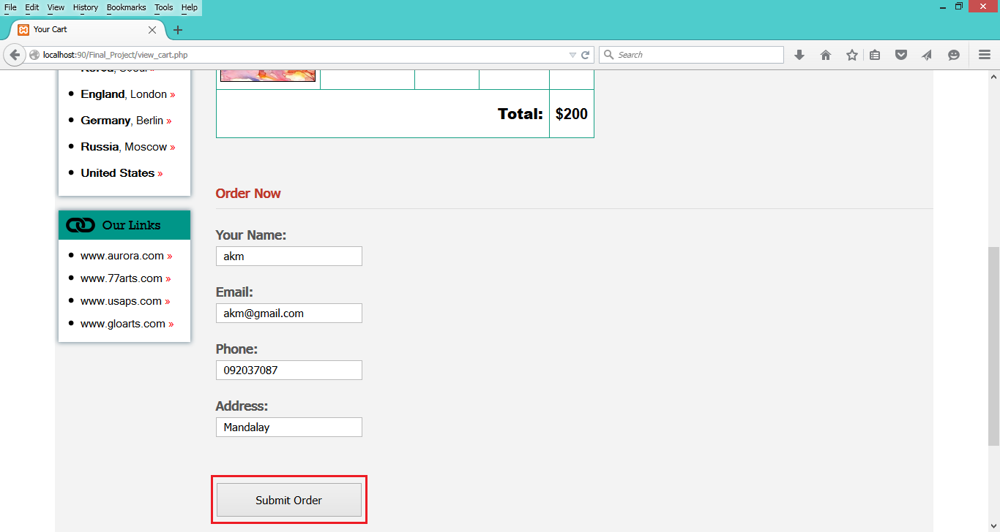 File Edit View History Bookmarks Tools Help
Your Cart
localhost:90/Final_Project/view_cart.php
Search
Korea, Seoul »
England, London »
Germany, Berlin »
Russia, Moscow »
United States »
Our Links
www.aurora.com »
www.77arts.com »
www.usaps.com »
www.gloarts.com »
Total: $200
Order Now
Your Name:
akm
Email:
akm@gmail.com
Phone:
092037087
Address:
Mandalay
Submit Order